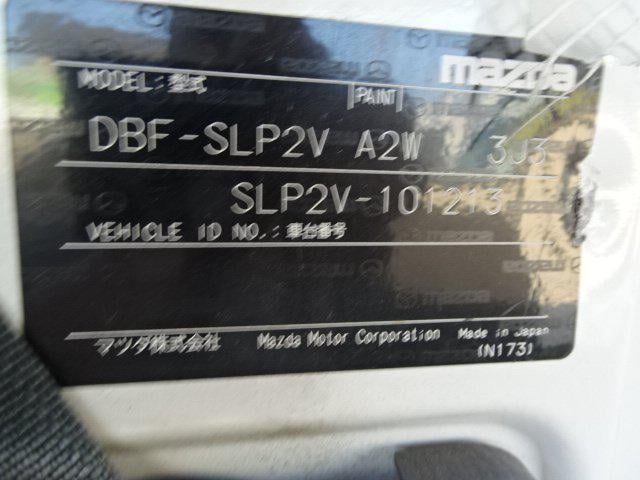 mazda
MODEL:型式 PAINT
DBF-SLP2V A2W 3J3
SLP2V-101213
VEHICLE ID NO.:車台番号
マツダ株式会社 Mazda Motor Corporation Made in Japan
(N173)